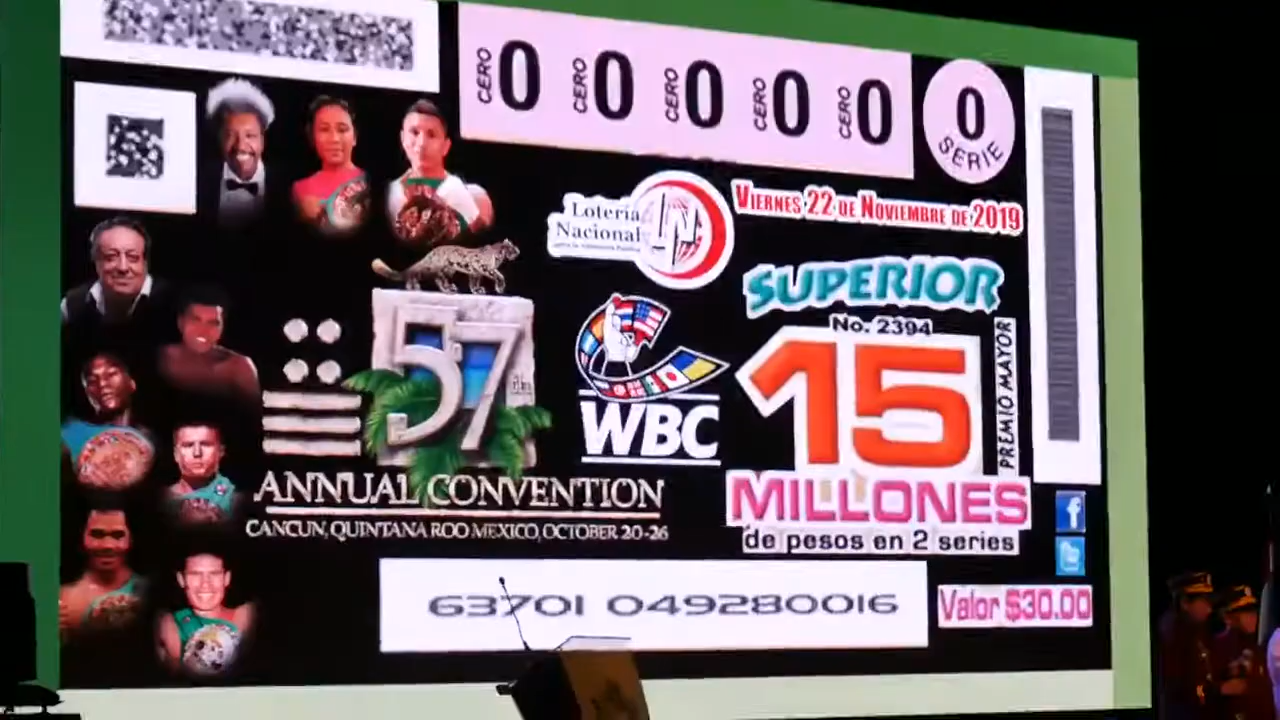 CERO 0 CERO 0 CERO 0 CERO 0 CERO 0
0
SERIE
Lotería
Nacional
VIERNES 22 DE NOVIEMBRE DE 2019
SUPERIOR
No. 2394
15
PREMIO MAYOR
MILLONES
de pesos en 2 series
57
WBC
ANNUAL CONVENTION
CANCUN, QUINTANA ROO MEXICO, OCTOBER 20-26
63701 049280016
Valor $30.00